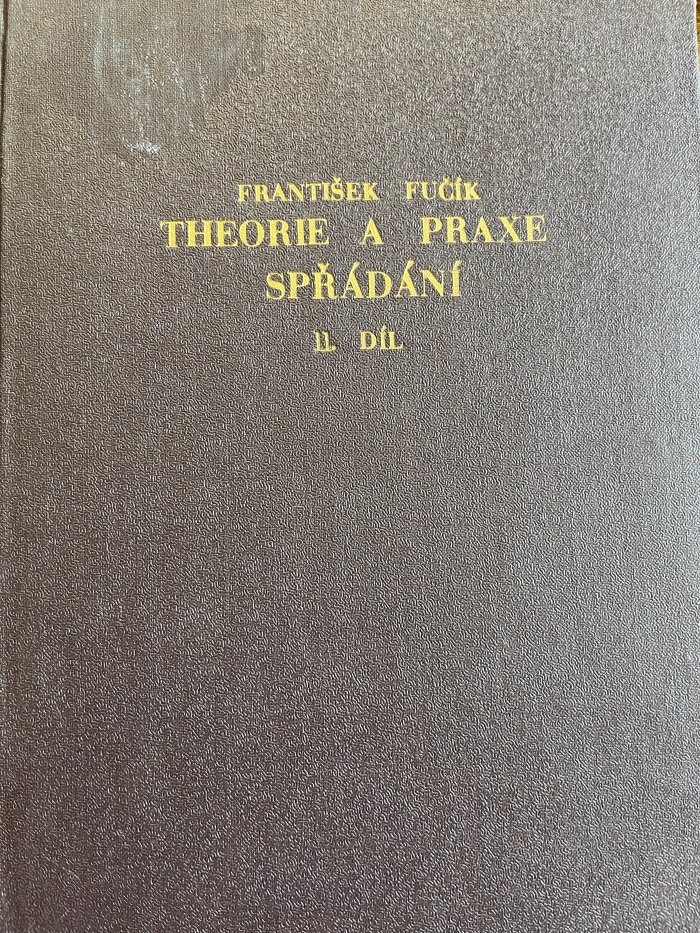 FRANTIŠEK FUČÍK
THEORIE A PRAXE
SPŘÁDÁNÍ
II. DÍL